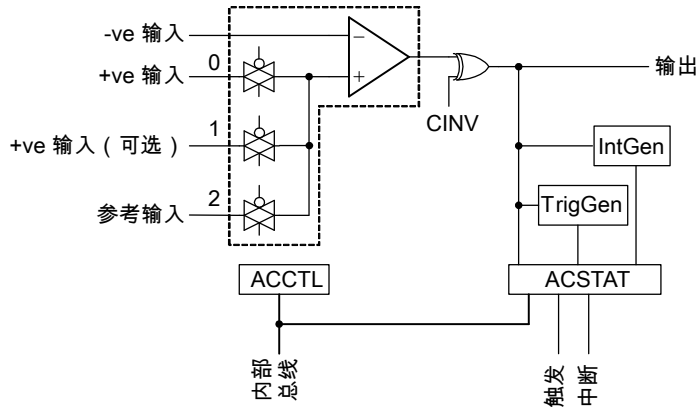 -ve 输入
+ve 输入
0
+ve 输入（可选）
1
参考输入
2
−
+
CINV
输出
IntGen
TrigGen
ACCTL
ACSTAT
内部
总线
触发
中断